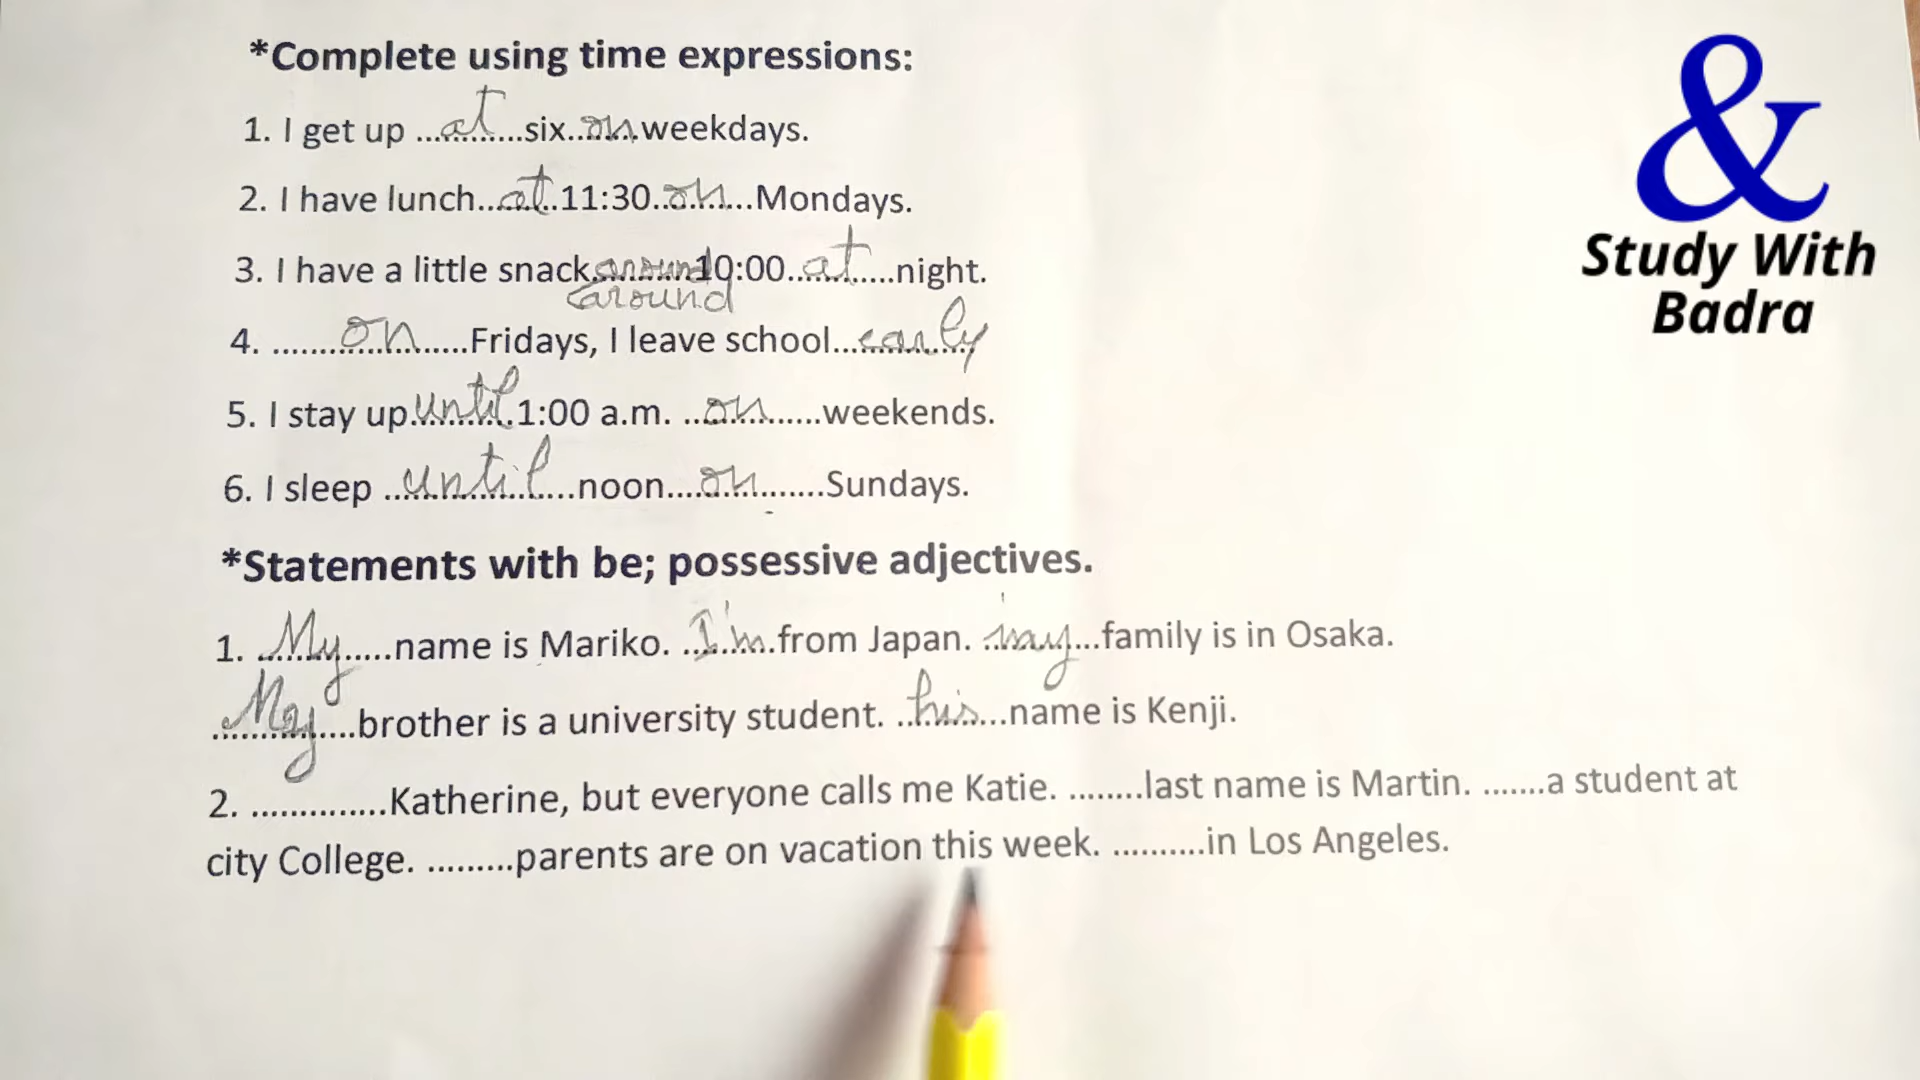 *Complete using time expressions:
1. I get up ...at...six...on.weekdays.
2. I have lunch...at.11:30..on...Mondays.
3. I have a little snack.around10:00..at....night.
around
4. ......on......Fridays, I leave school...early
5. I stay up.until.1:00 a.m. ..on......weekends.
6. I sleep ..until....noon....on......Sundays.
*Statements with be; possessive adjectives.
1. ..My.....name is Mariko. ..I'm.from Japan. .my...family is in Osaka.
My...brother is a university student. ..his...name is Kenji.
2. ..............Katherine, but everyone calls me Katie. ........last name is Martin. .......a student at
city College. .........parents are on vacation this week. ..........in Los Angeles.
&
Study With
Badra